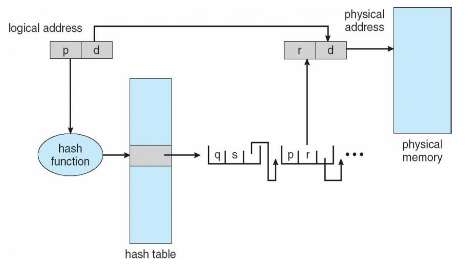 logical address
physical
address
p d
r d
hash
function
q s
p r
•••
physical
memory
hash table